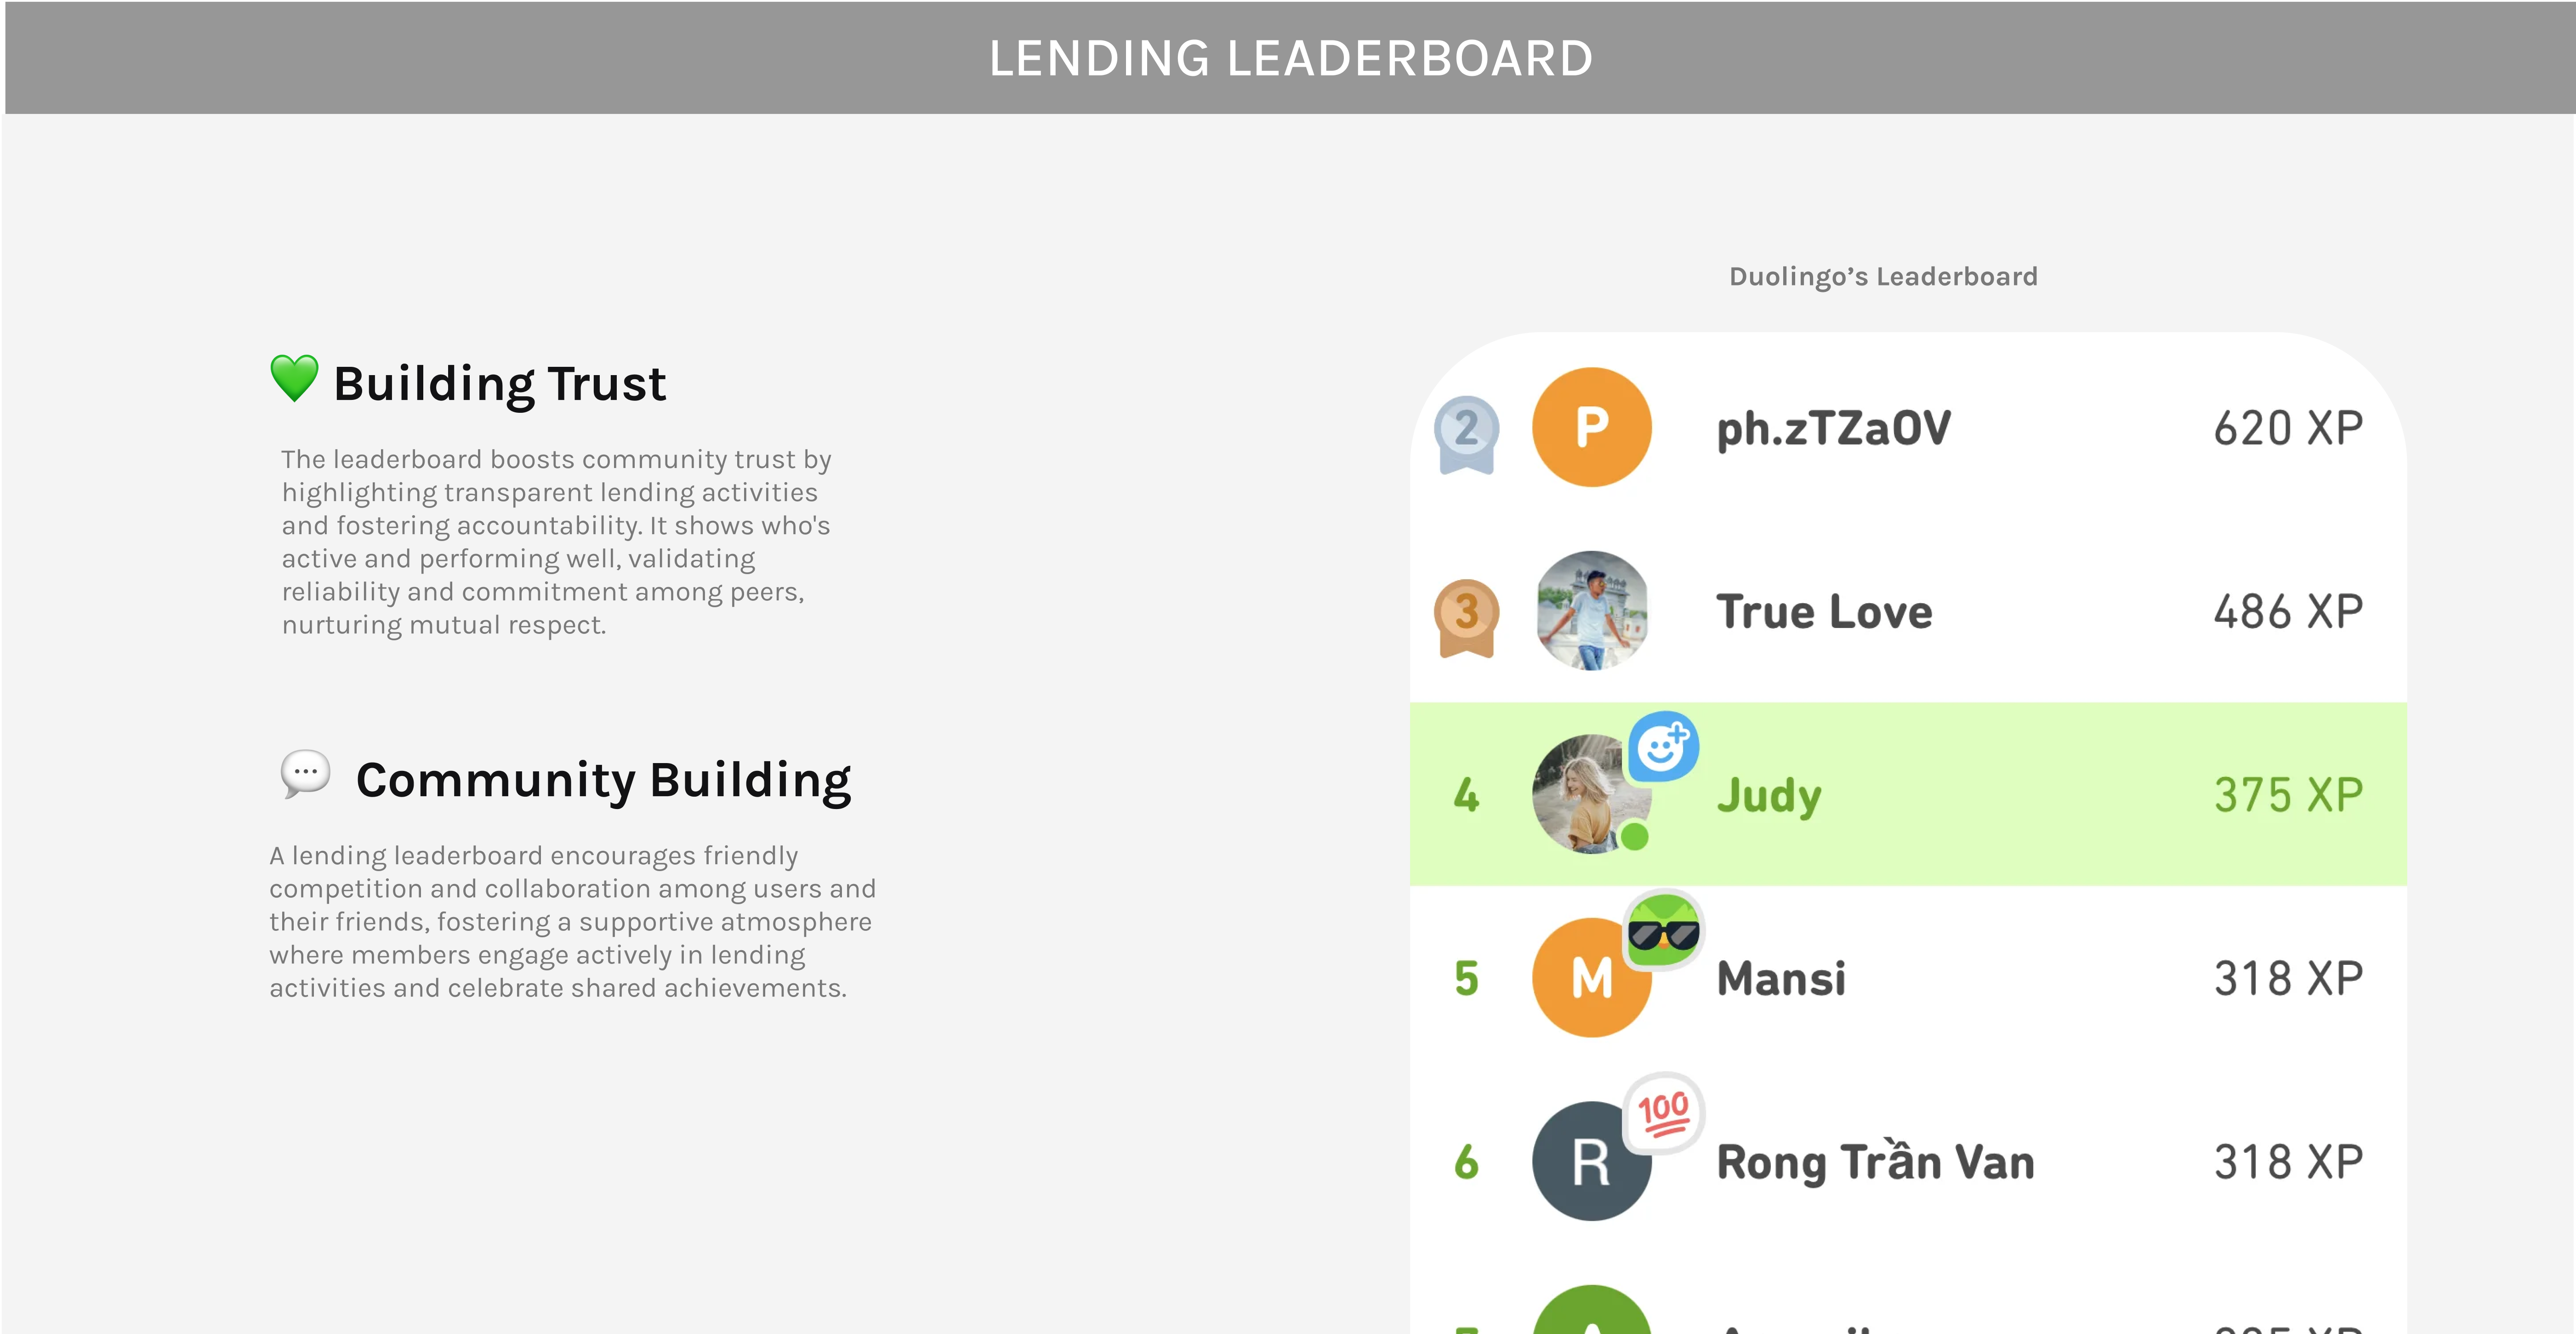 LENDING LEADERBOARD
💚 Building Trust
The leaderboard boosts community trust by
highlighting transparent lending activities
and fostering accountability. It shows who's
active and performing well, validating
reliability and commitment among peers,
nurturing mutual respect.
💬 Community Building
A lending leaderboard encourages friendly
competition and collaboration among users and
their friends, fostering a supportive atmosphere
where members engage actively in lending
activities and celebrate shared achievements.
Duolingo’s Leaderboard
2 P ph.zTZaOV 620 XP
3 True Love 486 XP
4 Judy 375 XP
5 M Mansi 318 XP
100
6 R Rong Trần Van 318 XP